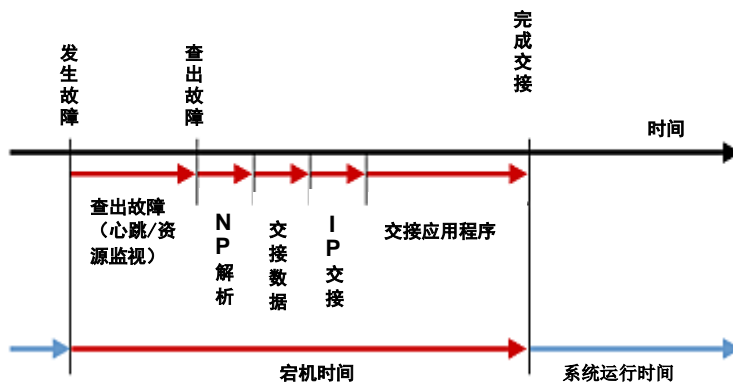 发生故障
查出故障
完成交接
时间
查出故障
（心跳/资
源监视）
NP解析
交接数据
IP交接
交接应用程序
宕机时间
系统运行时间